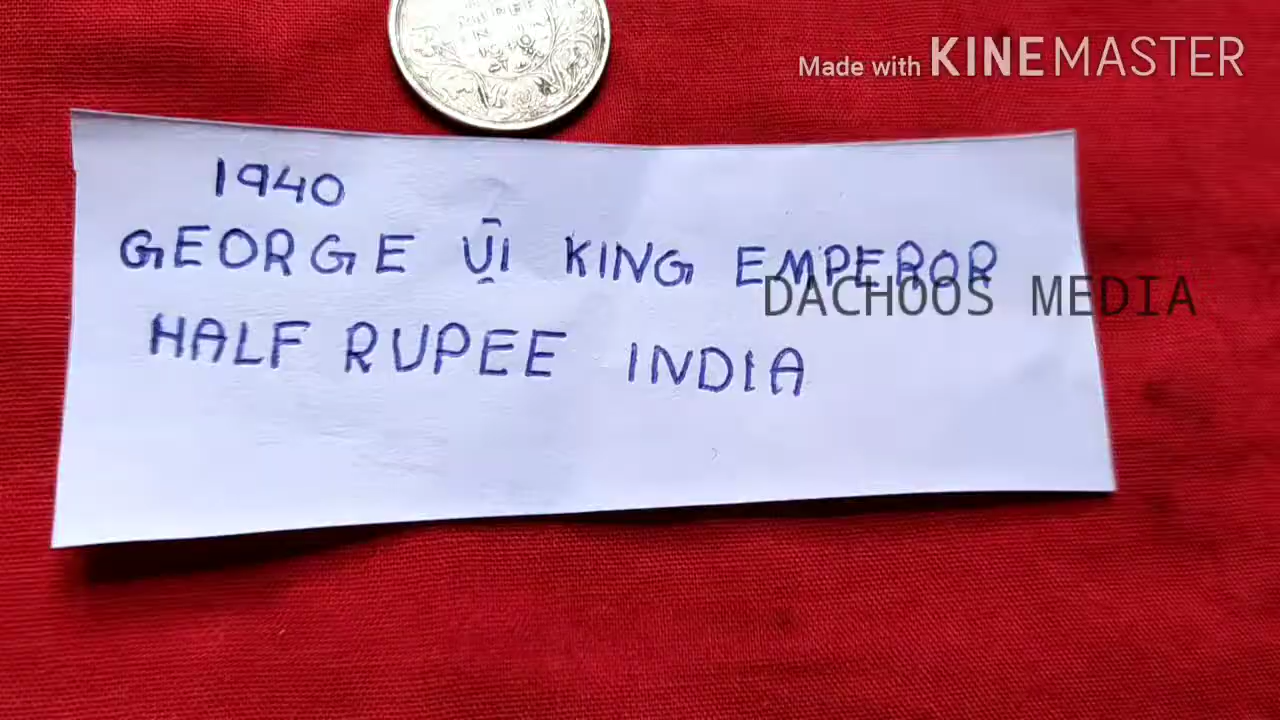 Made with KINEMASTER
1940
GEORGE VI KING EMPEROR
DACHOOS MEDIA
HALF RUPEE INDIA